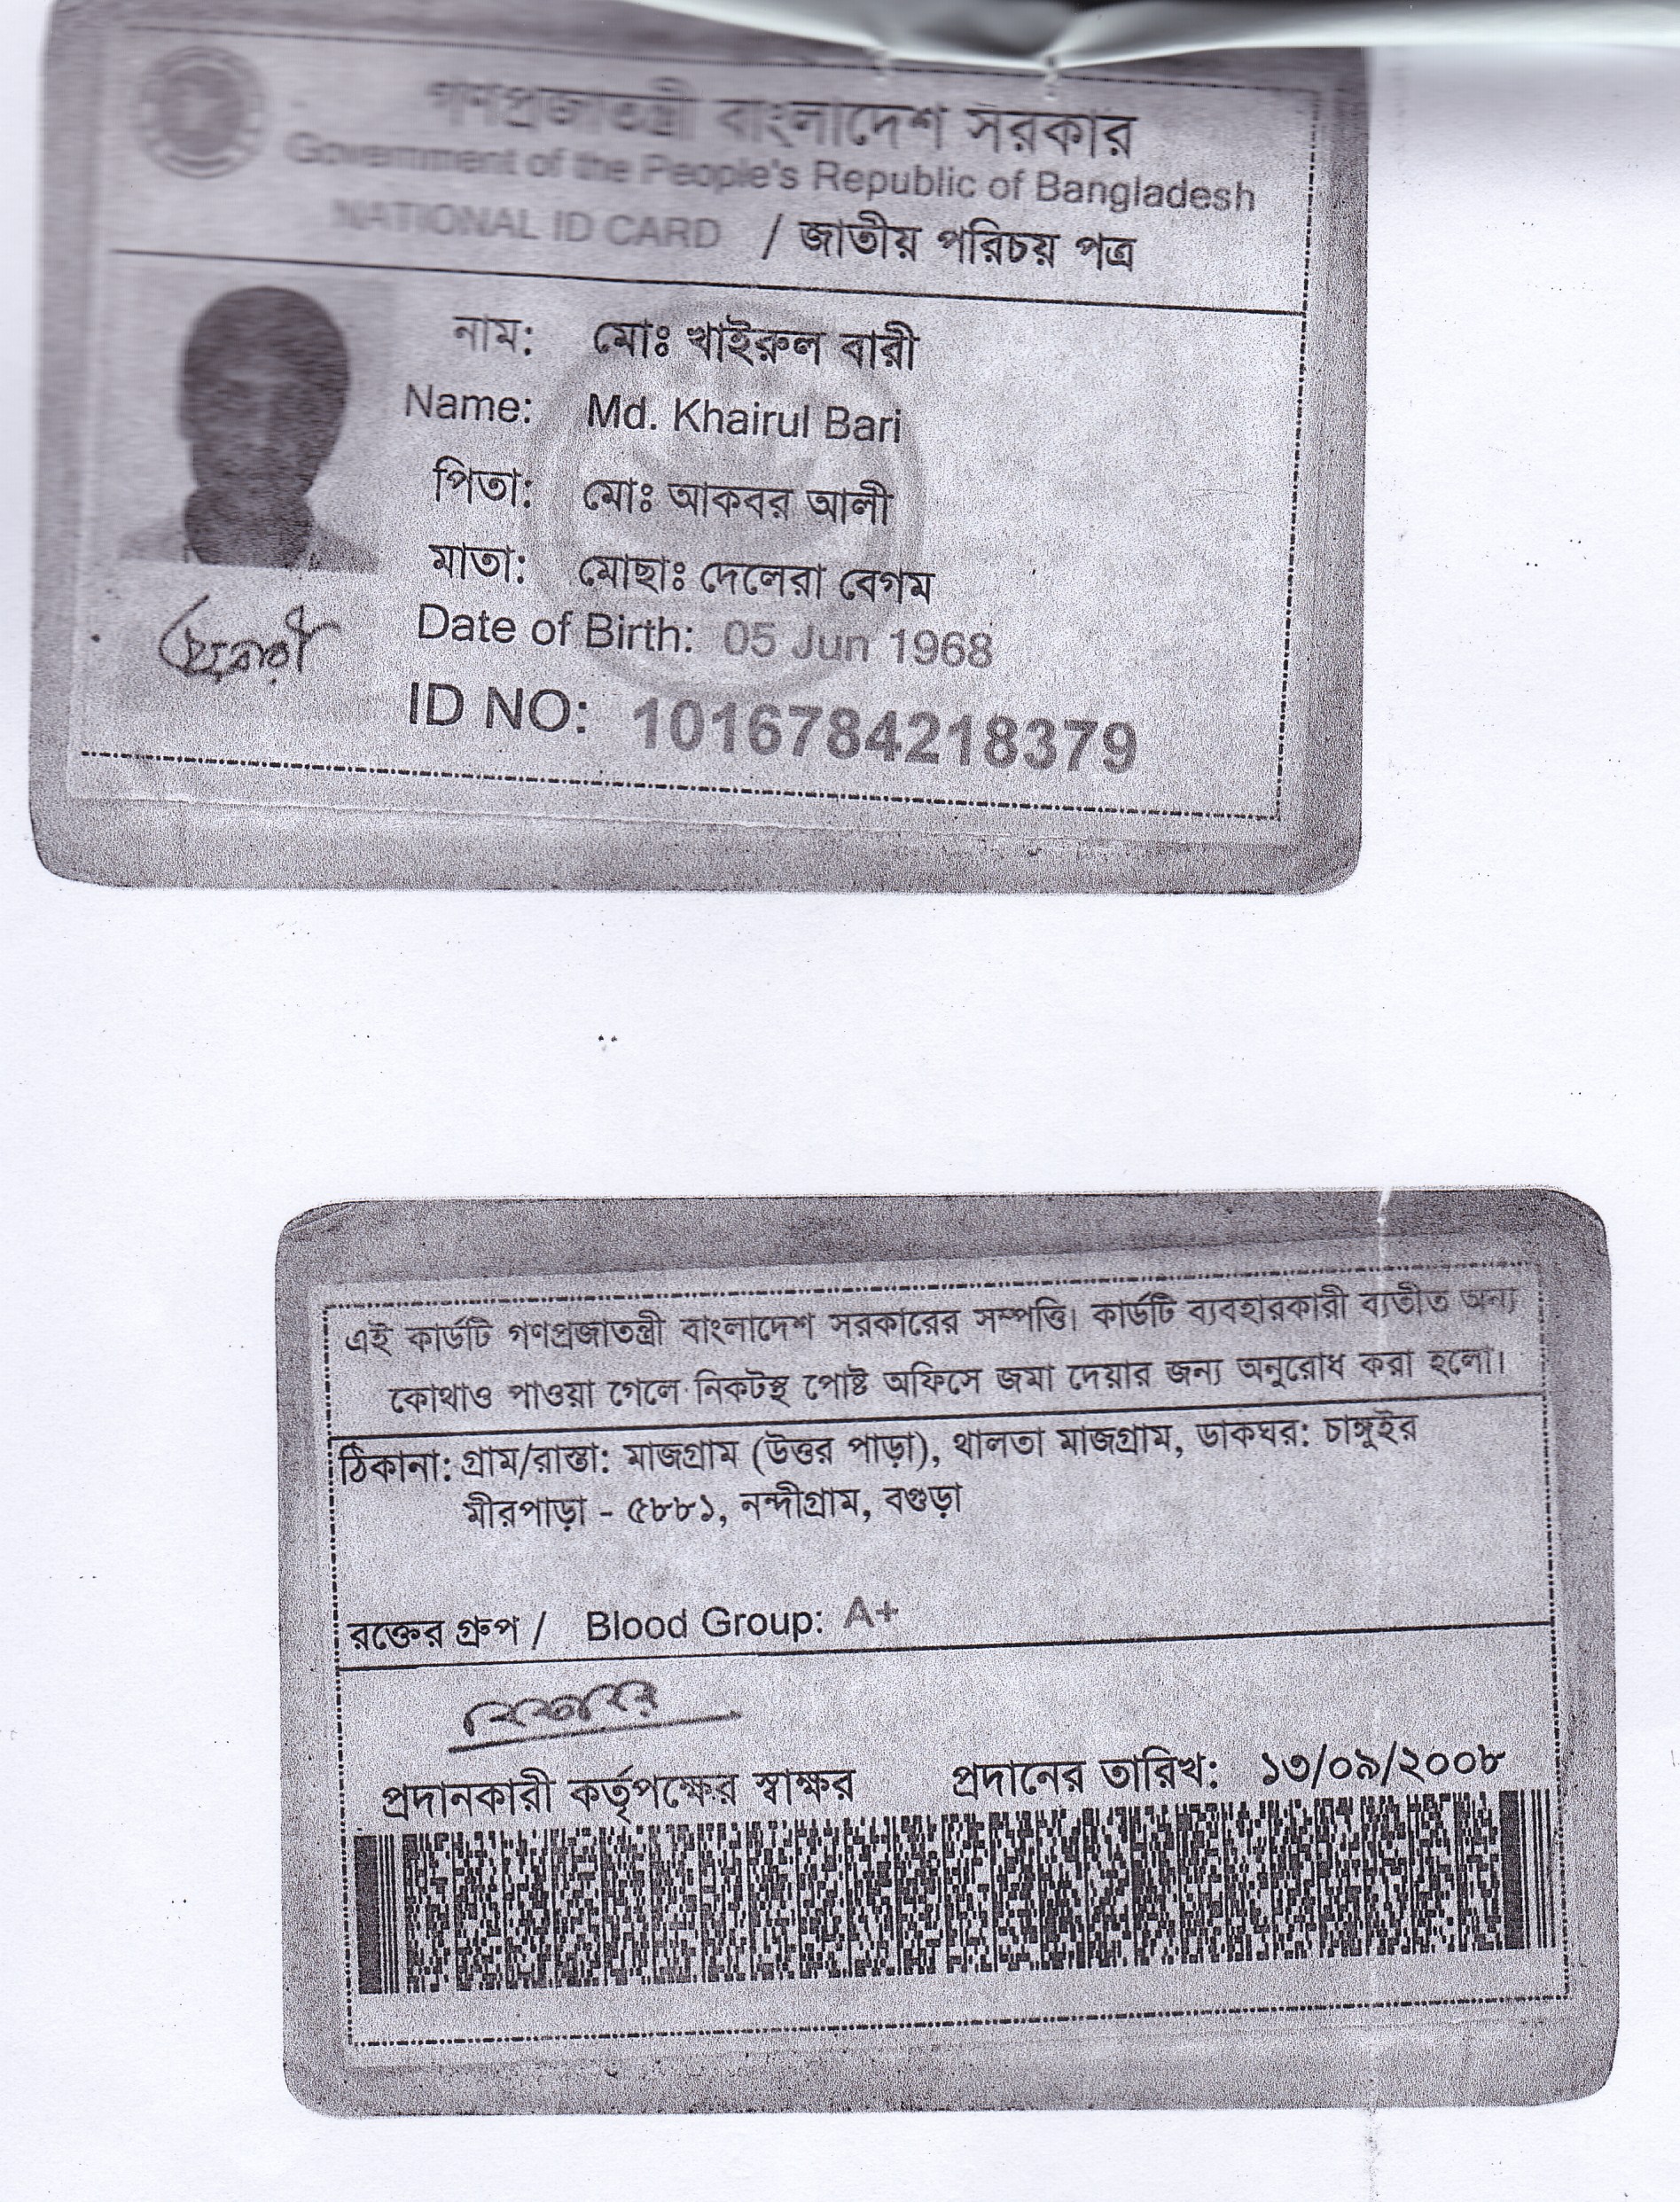 গণপ্রজাতন্ত্রী বাংলাদেশ সরকার
Government of the People's Republic of Bangladesh
NATIONAL ID CARD / জাতীয় পরিচয় পত্র
নাম: মোঃ খাইরুল বারী
Name: Md. Khairul Bari
পিতা: মোঃ আকবর আলী
মাতা: মোছাঃ দেলেরা বেগম
Date of Birth: 05 Jun 1968
ID NO: 1016784218379
এই কার্ডটি গণপ্রজাতন্ত্রী বাংলাদেশ সরকারের সম্পত্তি। কার্ডটি ব্যবহারকারী ব্যতীত অন্য
কোথাও পাওয়া গেলে নিকটস্থ পোষ্ট অফিসে জমা দেয়ার জন্য অনুরোধ করা হলো।
ঠিকানা: গ্রাম/রাস্তা: মাজগ্রাম (উত্তর পাড়া), থালতা মাজগ্রাম, ডাকঘর: চাঙ্গুইর
মীরপাড়া - ৫৮৮১, নন্দীগ্রাম, বগুড়া
রক্তের গ্রুপ / Blood Group: A+
প্রদানকারী কর্তৃপক্ষের স্বাক্ষর প্রদানের তারিখ: ১৩/০৯/২০০৮